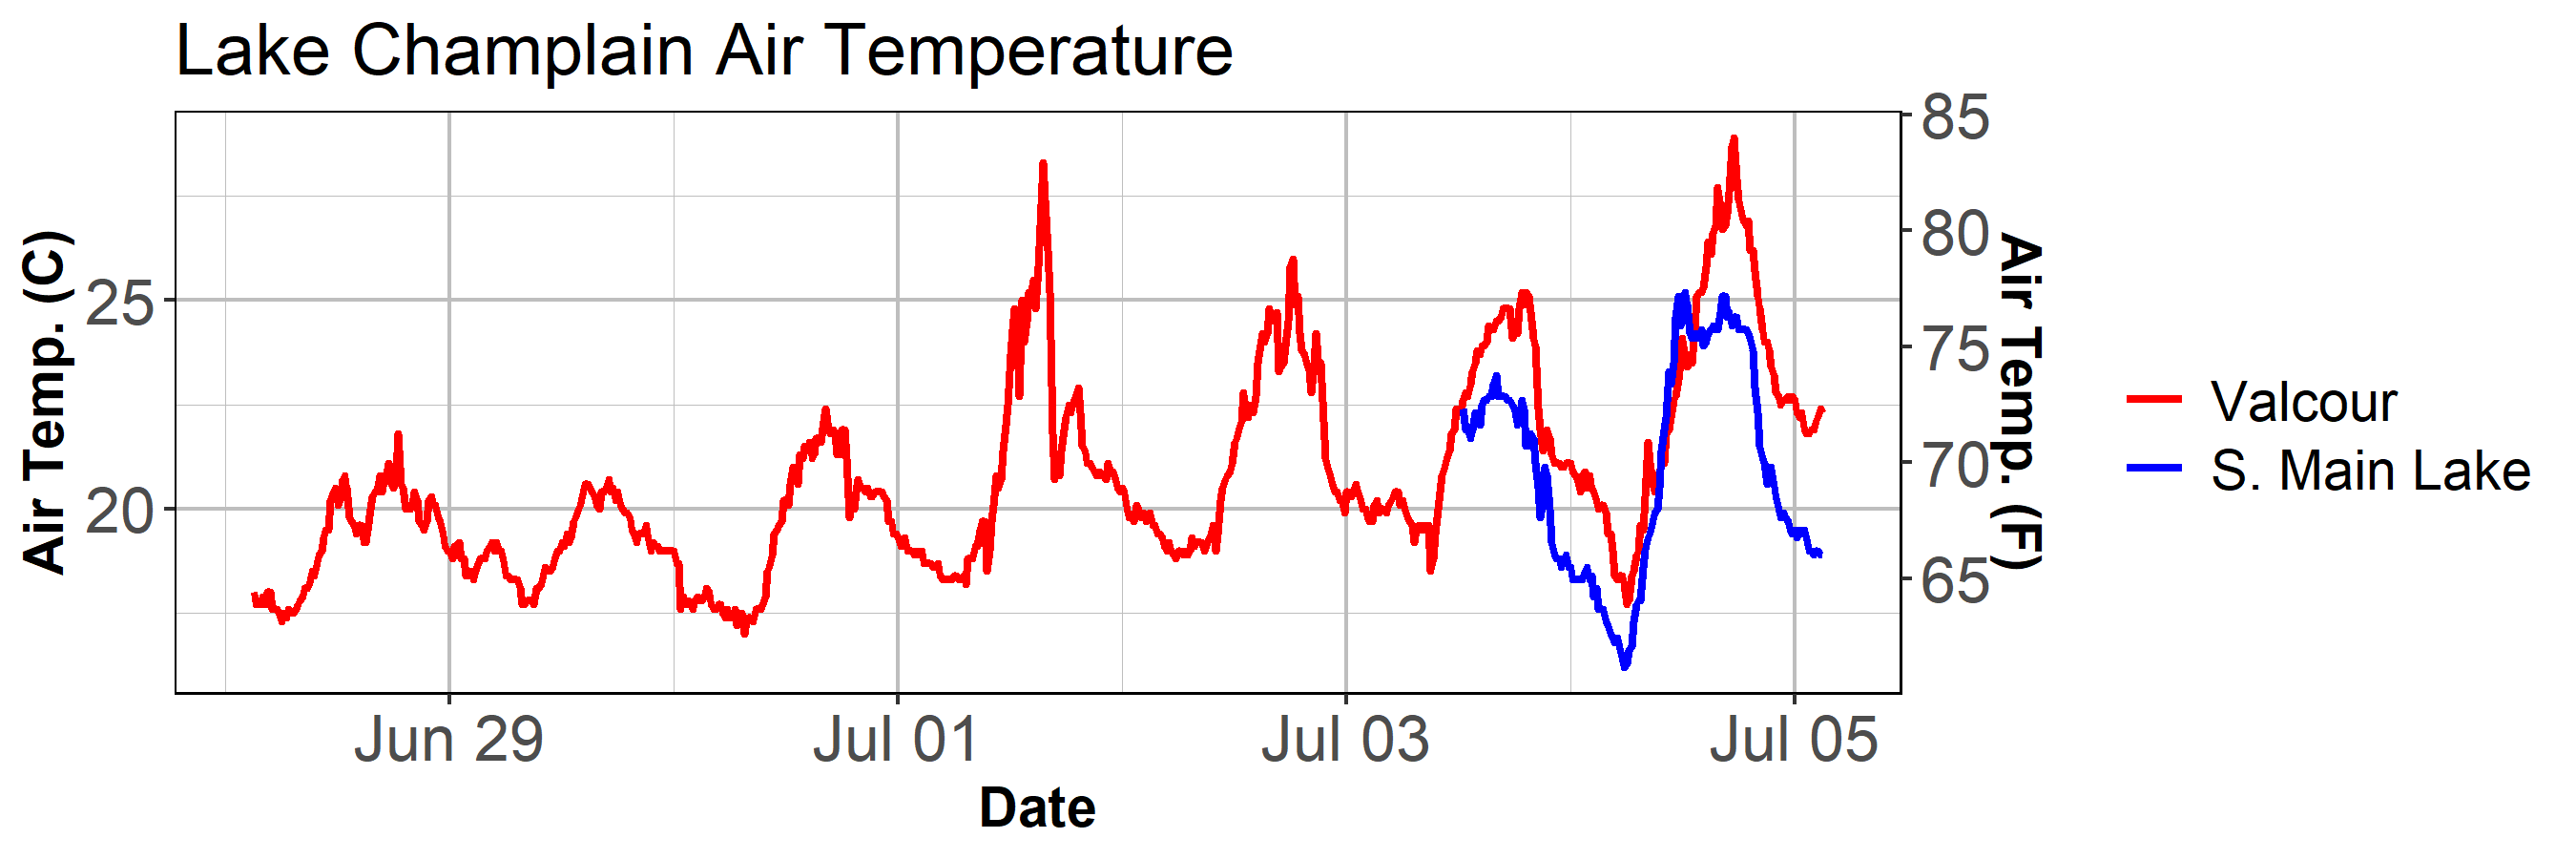 Lake Champlain Air Temperature
Air Temp. (C)
25
20
85
80
75
70
65
Air Temp. (F)
Jun 29
Jul 01
Jul 03
Jul 05
Date
Valcour
S. Main Lake